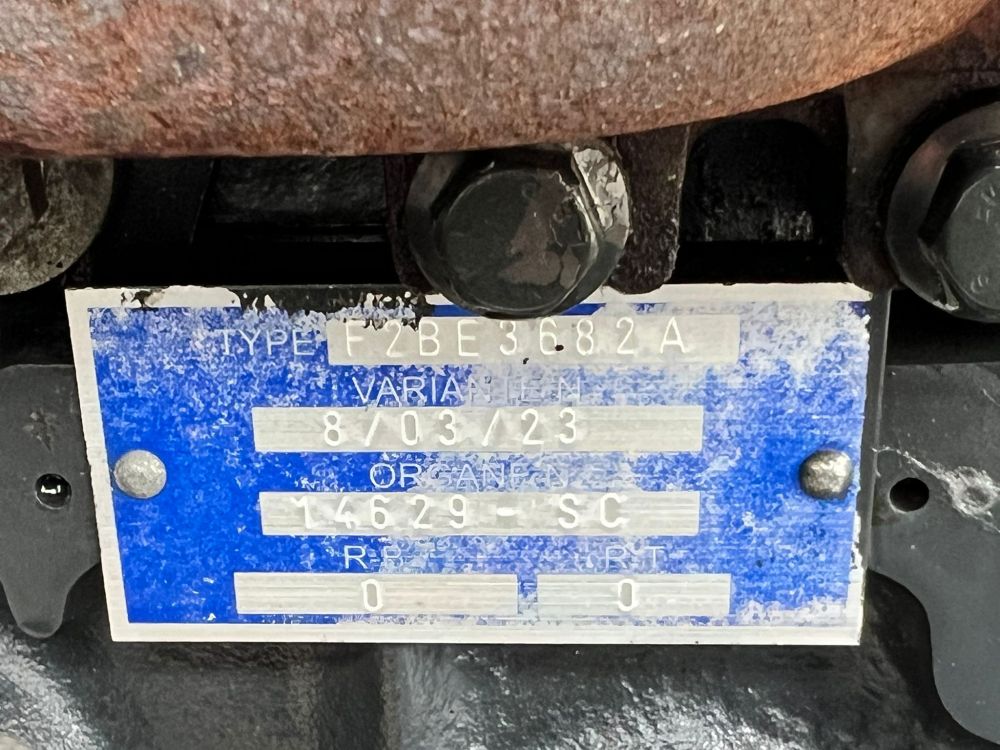 TYPE F2BE3682A
VARIANTE N
8/03/23
ORGANE N
14629-SC
R-B R-T
0 0